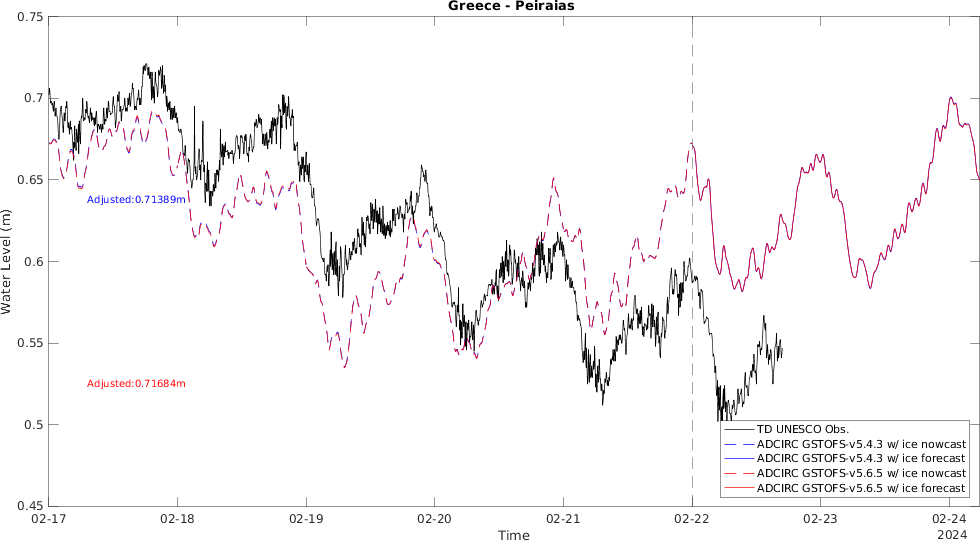 Greece - Peiraias
0.75
0.7
0.65
0.6
0.55
0.5
0.45
Water Level (m)
Adjusted:0.71389m
Adjusted:0.71684m
TD UNESCO Obs.
ADCIRC GSTOFS-v5.4.3 w/ ice nowcast
ADCIRC GSTOFS-v5.4.3 w/ ice forecast
ADCIRC GSTOFS-v5.6.5 w/ ice nowcast
ADCIRC GSTOFS-v5.6.5 w/ ice forecast
02-17 02-18 02-19 02-20 02-21 02-22 02-23 02-24
Time
2024